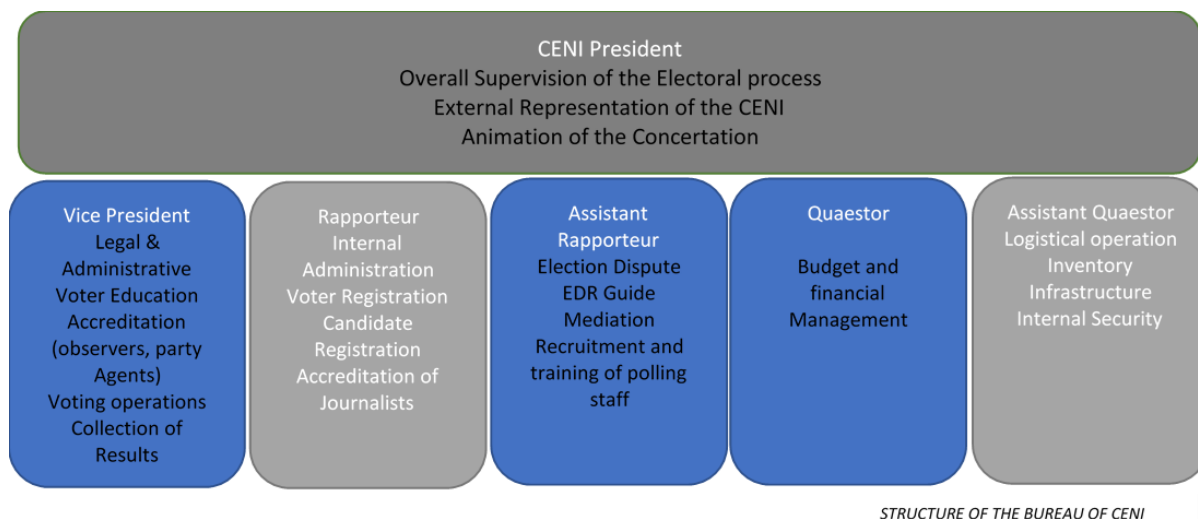 CENI President
Overall Supervision of the Electoral process
External Representation of the CENI
Animation of the Concertation
Vice President
Legal &
Administrative
Voter Education
Accreditation
(observers, party
Agents)
Voting operations
Collection of
Results
Rapporteur
Internal
Administration
Voter Registration
Candidate
Registration
Accreditation of
Journalists
Assistant
Rapporteur
Election Dispute
EDR Guide
Mediation
Recruitment and
training of polling
staff
Quaestor
Budget and
financial
Management
Assistant Quaestor
Logistical operation
Inventory
Infrastructure
Internal Security
STRUCTURE OF THE BUREAU OF CENI